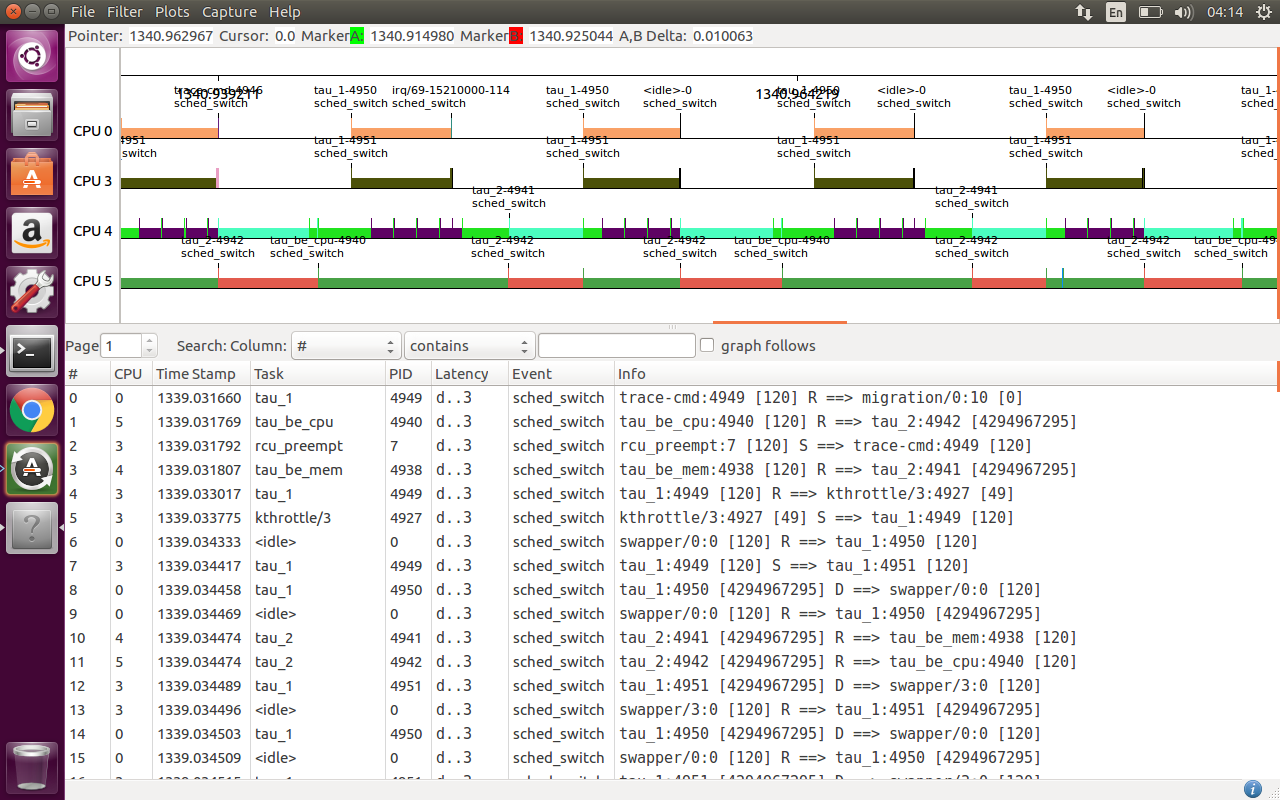 File Filter Plots Capture Help En 04:14
Pointer: 1340.962967 Cursor: 0.0 MarkerA: 1340.914980 Marker 1340.925044 A,B Delta: 0.010063
1340.939211 1340.964219
trace-cmd-4946 tau_1-4950 irq/69-15210000-114 tau_1-4950 <idle>-0 tau_1-4950 <idle>-0 tau_1-4950 <idle>-0 tau_1-
sched_switch sched_switch sched_switch sched_switch sched_switch sched_switch sched_switch sched_switch sched_switch sched_s
CPU 0
4951 tau_1-4951 tau_1-4951 tau_1-4951 tau_1-4951 tau_1-
switch sched_switch sched_switch sched_switch sched_switch sched_s
CPU 3
tau_2-4941 tau_2-4941
sched_switch sched_switch
CPU 4
tau_2-4942 tau_be_cpu-4940 tau_2-4942 tau_2-4942 tau_be_cpu-4940 tau_2-4942 tau_2-4942 tau_be_cpu-49
sched_switch sched_switch sched_switch sched_switch sched_switch sched_switch sched_switch sched_switch
CPU 5
Page 1 Search: Column: # contains graph follows
# CPU Time Stamp Task PID Latency Event Info
0 0 1339.031660 tau_1 4949 d..3 sched_switch trace-cmd:4949 [120] R ==> migration/0:10 [0]
1 5 1339.031769 tau_be_cpu 4940 d..3 sched_switch tau_be_cpu:4940 [120] R ==> tau_2:4942 [4294967295]
2 3 1339.031792 rcu_preempt 7 d..3 sched_switch rcu_preempt:7 [120] S ==> trace-cmd:4949 [120]
3 4 1339.031807 tau_be_mem 4938 d..3 sched_switch tau_be_mem:4938 [120] R ==> tau_2:4941 [4294967295]
4 3 1339.033017 tau_1 4949 d..3 sched_switch tau_1:4949 [120] R ==> kthrottle/3:4927 [49]
5 3 1339.033775 kthrottle/3 4927 d..3 sched_switch kthrottle/3:4927 [49] S ==> tau_1:4949 [120]
6 0 1339.034333 <idle> 0 d..3 sched_switch swapper/0:0 [120] R ==> tau_1:4950 [120]
7 3 1339.034417 tau_1 4949 d..3 sched_switch tau_1:4949 [120] S ==> tau_1:4951 [120]
8 0 1339.034458 tau_1 4950 d..3 sched_switch tau_1:4950 [4294967295] D ==> swapper/0:0 [120]
9 0 1339.034469 <idle> 0 d..3 sched_switch swapper/0:0 [120] R ==> tau_1:4950 [4294967295]
10 4 1339.034474 tau_2 4941 d..3 sched_switch tau_2:4941 [4294967295] R ==> tau_be_mem:4938 [120]
11 5 1339.034474 tau_2 4942 d..3 sched_switch tau_2:4942 [4294967295] R ==> tau_be_cpu:4940 [120]
12 3 1339.034489 tau_1 4951 d..3 sched_switch tau_1:4951 [4294967295] D ==> swapper/3:0 [120]
13 3 1339.034496 <idle> 0 d..3 sched_switch swapper/3:0 [120] R ==> tau_1:4951 [4294967295]
14 0 1339.034503 tau_1 4950 d..3 sched_switch tau_1:4950 [4294967295] D ==> swapper/0:0 [120]
15 0 1339.034509 <idle> 0 d..3 sched_switch swapper/0:0 [120] R ==> tau_1:4950 [4294967295]